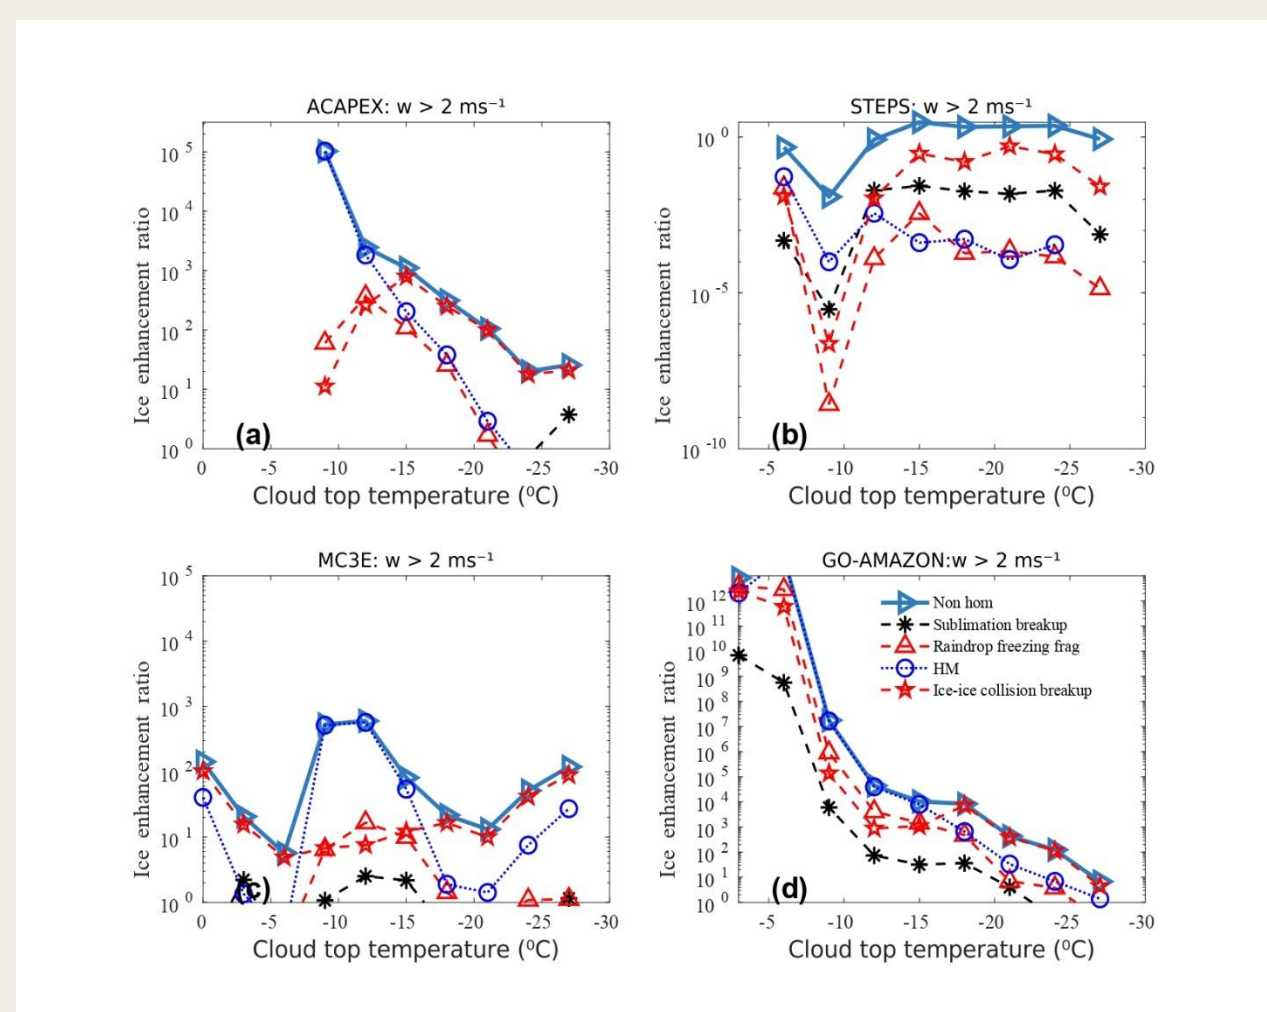 ACAPEX: w > 2 ms⁻¹
10 5
10 4
10 3
10 2
10 1
10 0
Ice enhancement ratio
(a)
0 -5 -10 -15 -20 -25 -30
Cloud top temperature (⁰C)
STEPS: w > 2 ms⁻¹
10 0
10 -5
10 -10
Ice enhancement ratio
(b)
-5 -10 -15 -20 -25 -30
Cloud top temperature (⁰C)
MC3E: w > 2 ms⁻¹
10 5
10 4
10 3
10 2
10 1
10 0
Ice enhancement ratio
(c)
0 -5 -10 -15 -20 -25 -30
Cloud top temperature (⁰C)
GO-AMAZON:w > 2 ms⁻¹
10 12
10 11
10 10
10 9
10 8
10 7
10 6
10 5
10 4
10 3
10 2
10 1
10 0
Ice enhancement ratio
Non hom
Sublimation breakup
Raindrop freezing frag
HM
Ice-ice collision breakup
(d)
-5 -10 -15 -20 -25 -30
Cloud top temperature (⁰C)